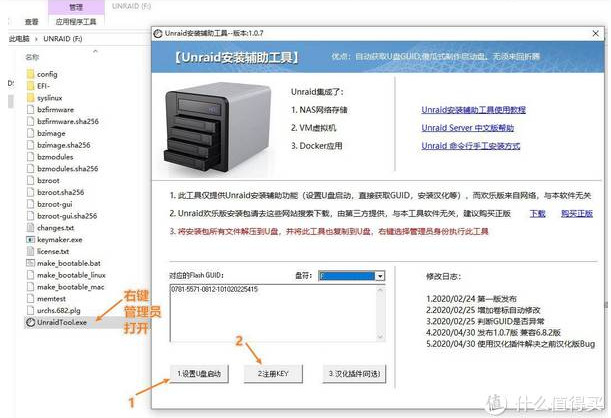 管理
UNRAID (F:)
查看
应用程序工具
此电脑 > UNRAID (F:)
名称
config
EFI-
syslinux
bzfirmware
bzfirmware.sha256
bzimage
bzimage.sha256
bzmodules
bzmodules.sha256
bzroot
bzroot.sha256
bzroot-gui
bzroot-gui.sha256
changes.txt
keymaker.exe
license.txt
make_bootable.bat
make_bootable_linux
make_bootable_mac
memtest
urchs.682.plg
UnraidTool.exe
右键
管理员
打开
Unraid安装辅助工具--版本:1.0.7
【Unraid安装辅助工具】
优点：自动获取U盘GUID,傻瓜式制作启动盘。无须来回折腾
Unraid集成了:
1. NAS网络存储
2. VM虚拟机
3. Docker应用
Unraid安装辅助工具使用教程
Unraid Server 中文版帮助
Unraid 命令行手工安装方式
1. 此工具仅提供Unraid安装辅助功能（设置U盘启动，直接获取GUID，安装汉化等），而欢乐版来自网络，与本软件无关
2. Unraid欢乐版安装包请去这些网站搜索下载，由第三方提供，与本工具软件无关，建议购买正版 下载 购买正版
3. 将安装包所有文件解压到U盘，并将此工具也复制到U盘，右键选择管理员身份执行此工具
对应的Flash GUID:
盘符:
F
0781-5571-0812-101020225415
修改日志:
1.2020/02/24 第一版发布
2.2020/02/25 增加卷标自动修改
3.2020/02/25 判断GUID是否异常
4.2020/04/30 发布1.0.7版 兼容6.8.2版
5.2020/04/30 使用汉化插件解决之前汉化版Bug
1.设置U盘启动
2.注册KEY
3.汉化插件(可选)
1
2
值 什么值得买